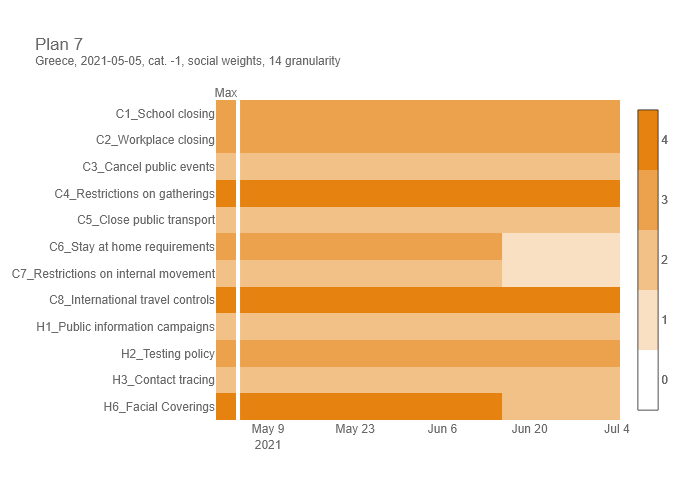 Plan 7
Greece, 2021-05-05, cat. -1, social weights, 14 granularity
Max
C1_School closing
C2_Workplace closing
C3_Cancel public events
C4_Restrictions on gatherings
C5_Close public transport
C6_Stay at home requirements
C7_Restrictions on internal movement
C8_International travel controls
H1_Public information campaigns
H2_Testing policy
H3_Contact tracing
H6_Facial Coverings
May 9 May 23 Jun 6 Jun 20 Jul 4
2021
4
3
2
1
0